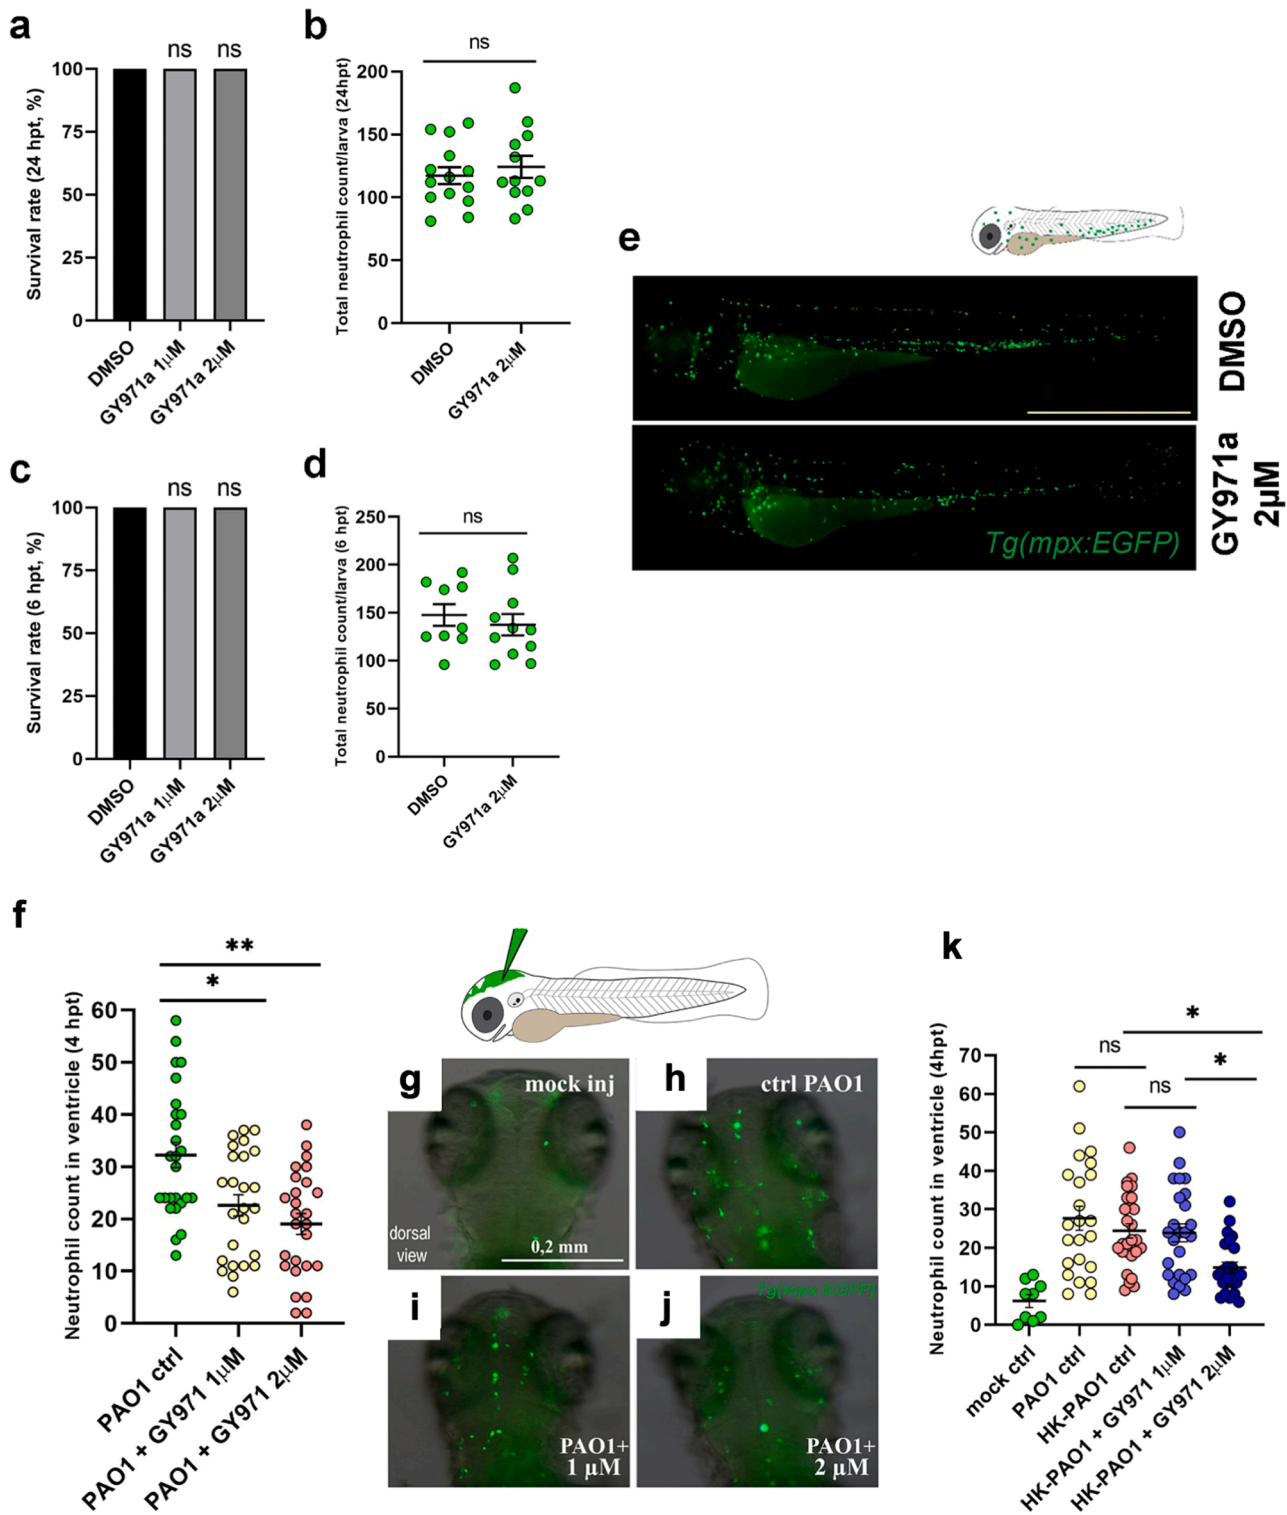 a
ns
ns
Survival rate (24 hpt, %)
100
75
50
25
0
DMSO
GY971a 1μM
GY971a 2μM
b
ns
Total neutrophil count/larva (24hpt)
200
150
100
50
0
DMSO
GY971a 2μM
c
ns
ns
Survival rate (6 hpt, %)
100
75
50
25
0
DMSO
GY971a 1μM
GY971a 2μM
d
ns
Total neutrophil count/larva (6 hpt)
250
200
150
100
50
0
DMSO
GY971a 2μM
e
DMSO
GY971a
2μM
Tg(mpx:EGFP)
f
**
*
Neutrophil count in ventricle (4 hpt)
60
50
40
30
20
10
0
PAO1 ctrl
PAO1 + GY971 1μM
PAO1 + GY971 2μM
g
mock inj
dorsal
view
0,2 mm
h
ctrl PAO1
i
PAO1+
1 μM
j
Tg(mpx:EGFP)
PAO1+
2 μM
k
*
ns
*
ns
Neutrophil count in ventricle (4hpt)
70
60
50
40
30
20
10
0
mock ctrl
PAO1 ctrl
HK-PAO1 ctrl
HK-PAO1 + GY971 1μM
HK-PAO1 + GY971 2μM